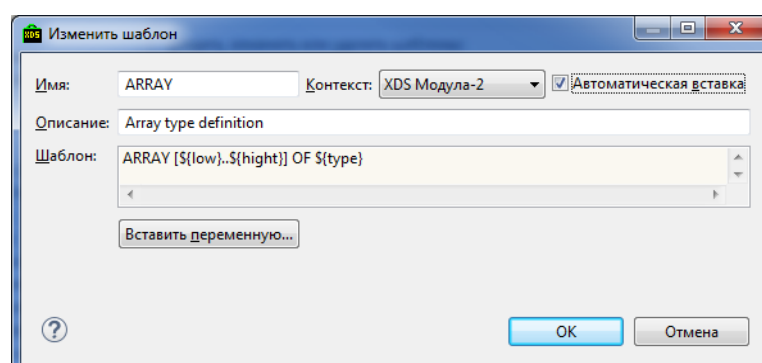 XDS Изменить шаблон
Имя: ARRAY Контекст: XDS Модула-2 Автоматическая вставка
Описание: Array type definition
Шаблон: ARRAY [${low}..${hight}] OF ${type}
Вставить переменную...
? OK Отмена